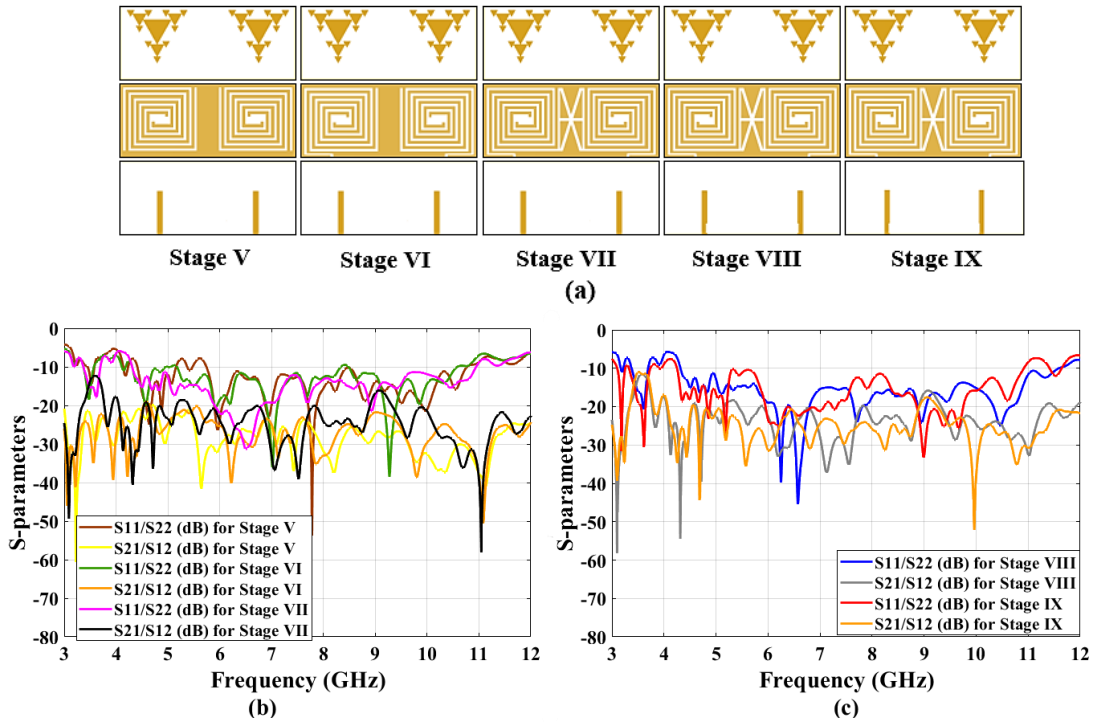 Stage V
Stage VI
Stage VII
Stage VIII
Stage IX
(a)
0
-10
-20
-30
-40
-50
-60
-70
-80
S-parameters
S11/S22 (dB) for Stage V
S21/S12 (dB) for Stage V
S11/S22 (dB) for Stage VI
S21/S12 (dB) for Stage VI
S11/S22 (dB) for Stage VII
S21/S12 (dB) for Stage VII
3 4 5 6 7 8 9 10 11 12
Frequency (GHz)
(b)
0
-10
-20
-30
-40
-50
-60
-70
-80
S-parameters
S11/S22 (dB) for Stage VIII
S21/S12 (dB) for Stage VIII
S11/S22 (dB) for Stage IX
S21/S12 (dB) for Stage IX
3 4 5 6 7 8 9 10 11 12
Frequency (GHz)
(c)